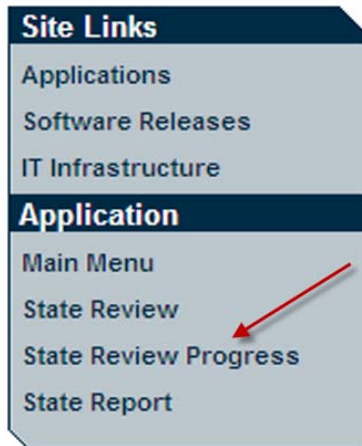 Site Links
Applications
Software Releases
IT Infrastructure
Application
Main Menu
State Review
State Review Progress
State Report